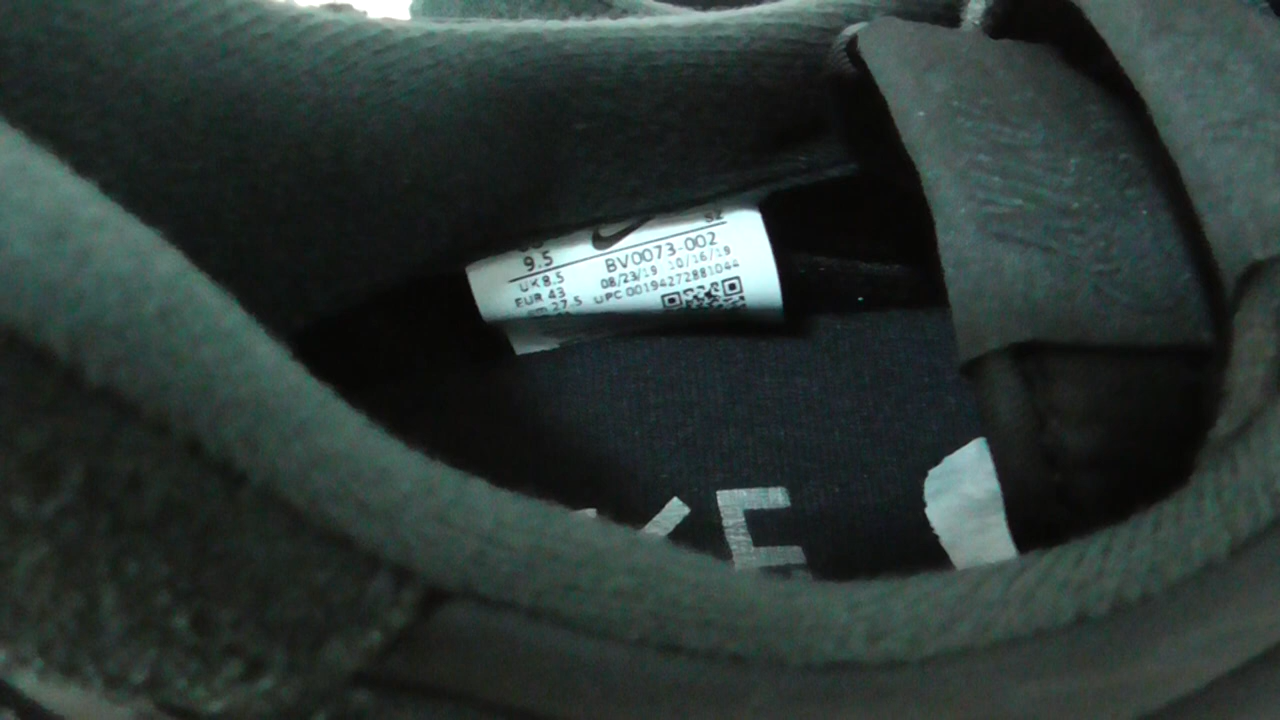 9.5
BV0073-002
UK 8.5
08/23/19 10/16/19
EUR 43
UPC 00194272881044
27.5
KE